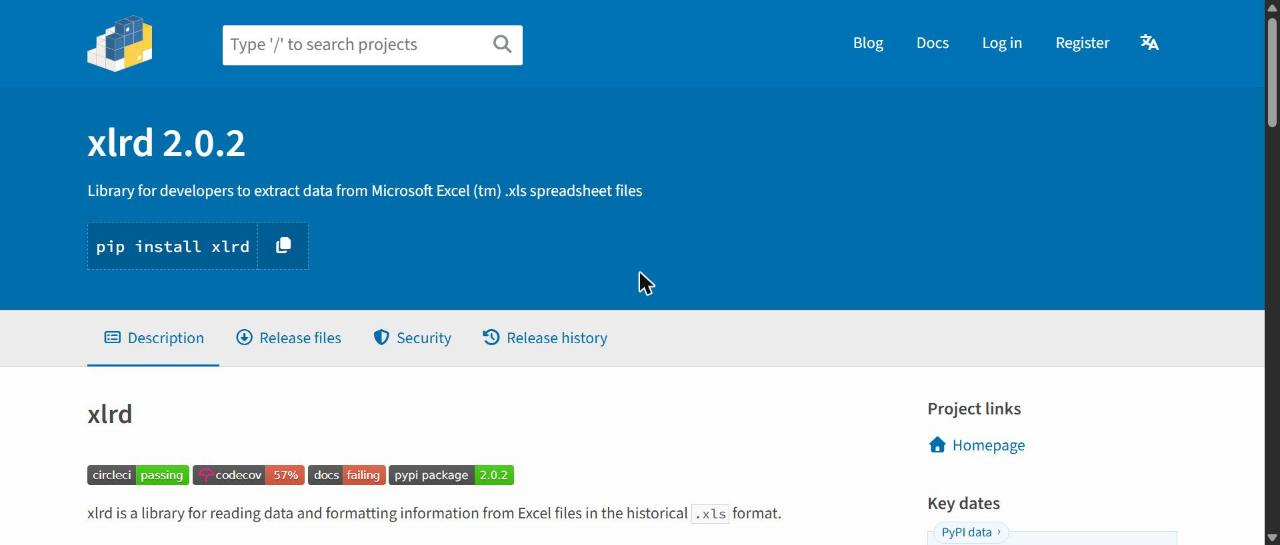 Type '/' to search projects
Blog
Docs
Log in
Register
xlrd 2.0.2
Library for developers to extract data from Microsoft Excel (tm) .xls spreadsheet files
pip install xlrd
Description
Release files
Security
Release history
xlrd
circleci passing codecov 57% docs failing pypi package 2.0.2
xlrd is a library for reading data and formatting information from Excel files in the historical .xls format.
Project links
Homepage
Key dates
PyPI data ›